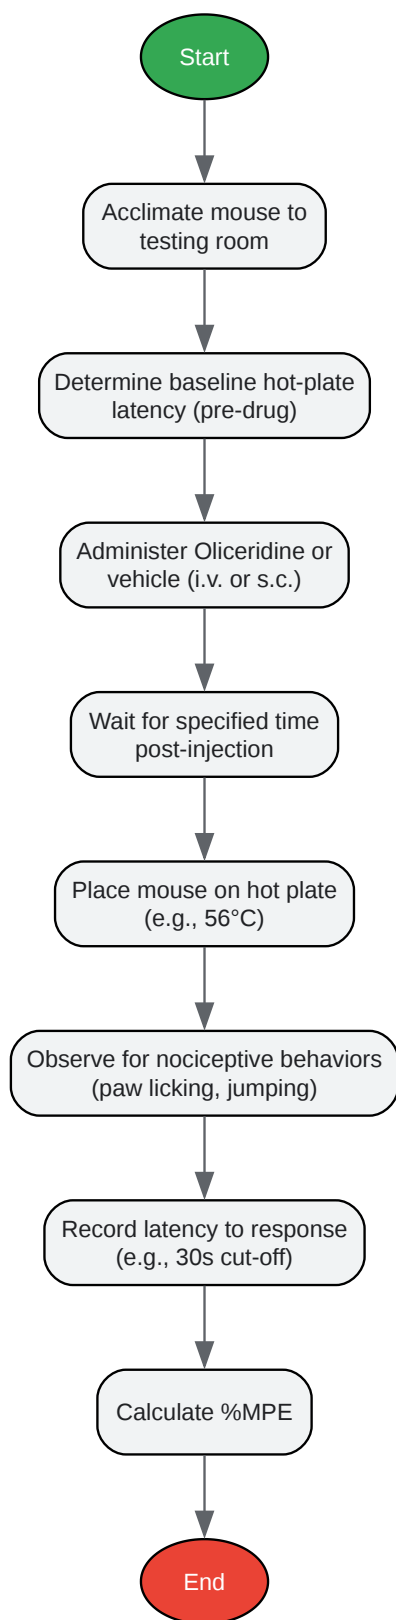 Start
Acclimate mouse to
testing room
Determine baseline hot-plate
latency (pre-drug)
Administer Oliceridine or
vehicle (i.v. or s.c.)
Wait for specified time
post-injection
Place mouse on hot plate
(e.g., 56°C)
Observe for nociceptive behaviors
(paw licking, jumping)
Record latency to response
(e.g., 30s cut-off)
Calculate %MPE
End